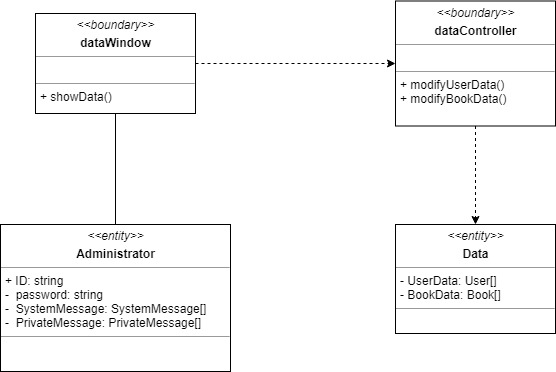 <<boundary>>
dataWindow
+ showData()
<<boundary>>
dataController
+ modifyUserData()
+ modifyBookData()
<<entity>>
Administrator
+ ID: string
- password: string
- SystemMessage: SystemMessage[]
- PrivateMessage: PrivateMessage[]
<<entity>>
Data
- UserData: User[]
- BookData: Book[]